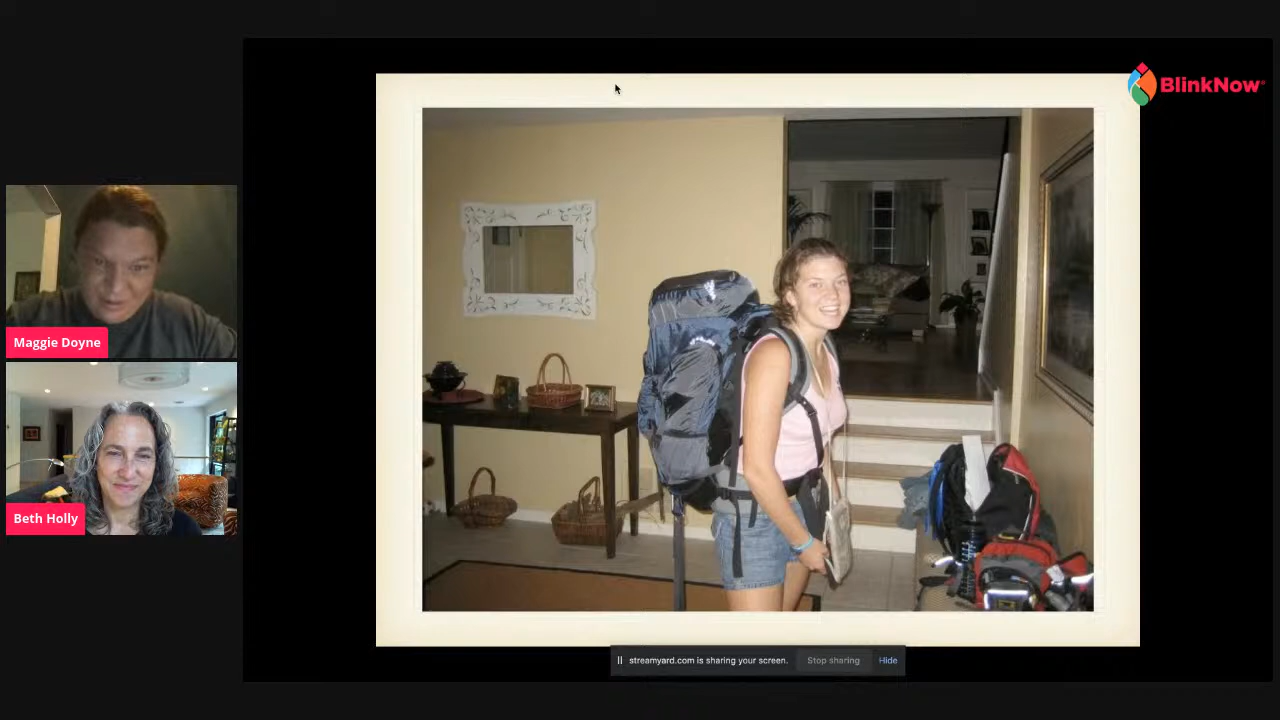 BlinkNow
Maggie Doyne
Beth Holly
streamyard.com is sharing your screen.
Stop sharing
Hide